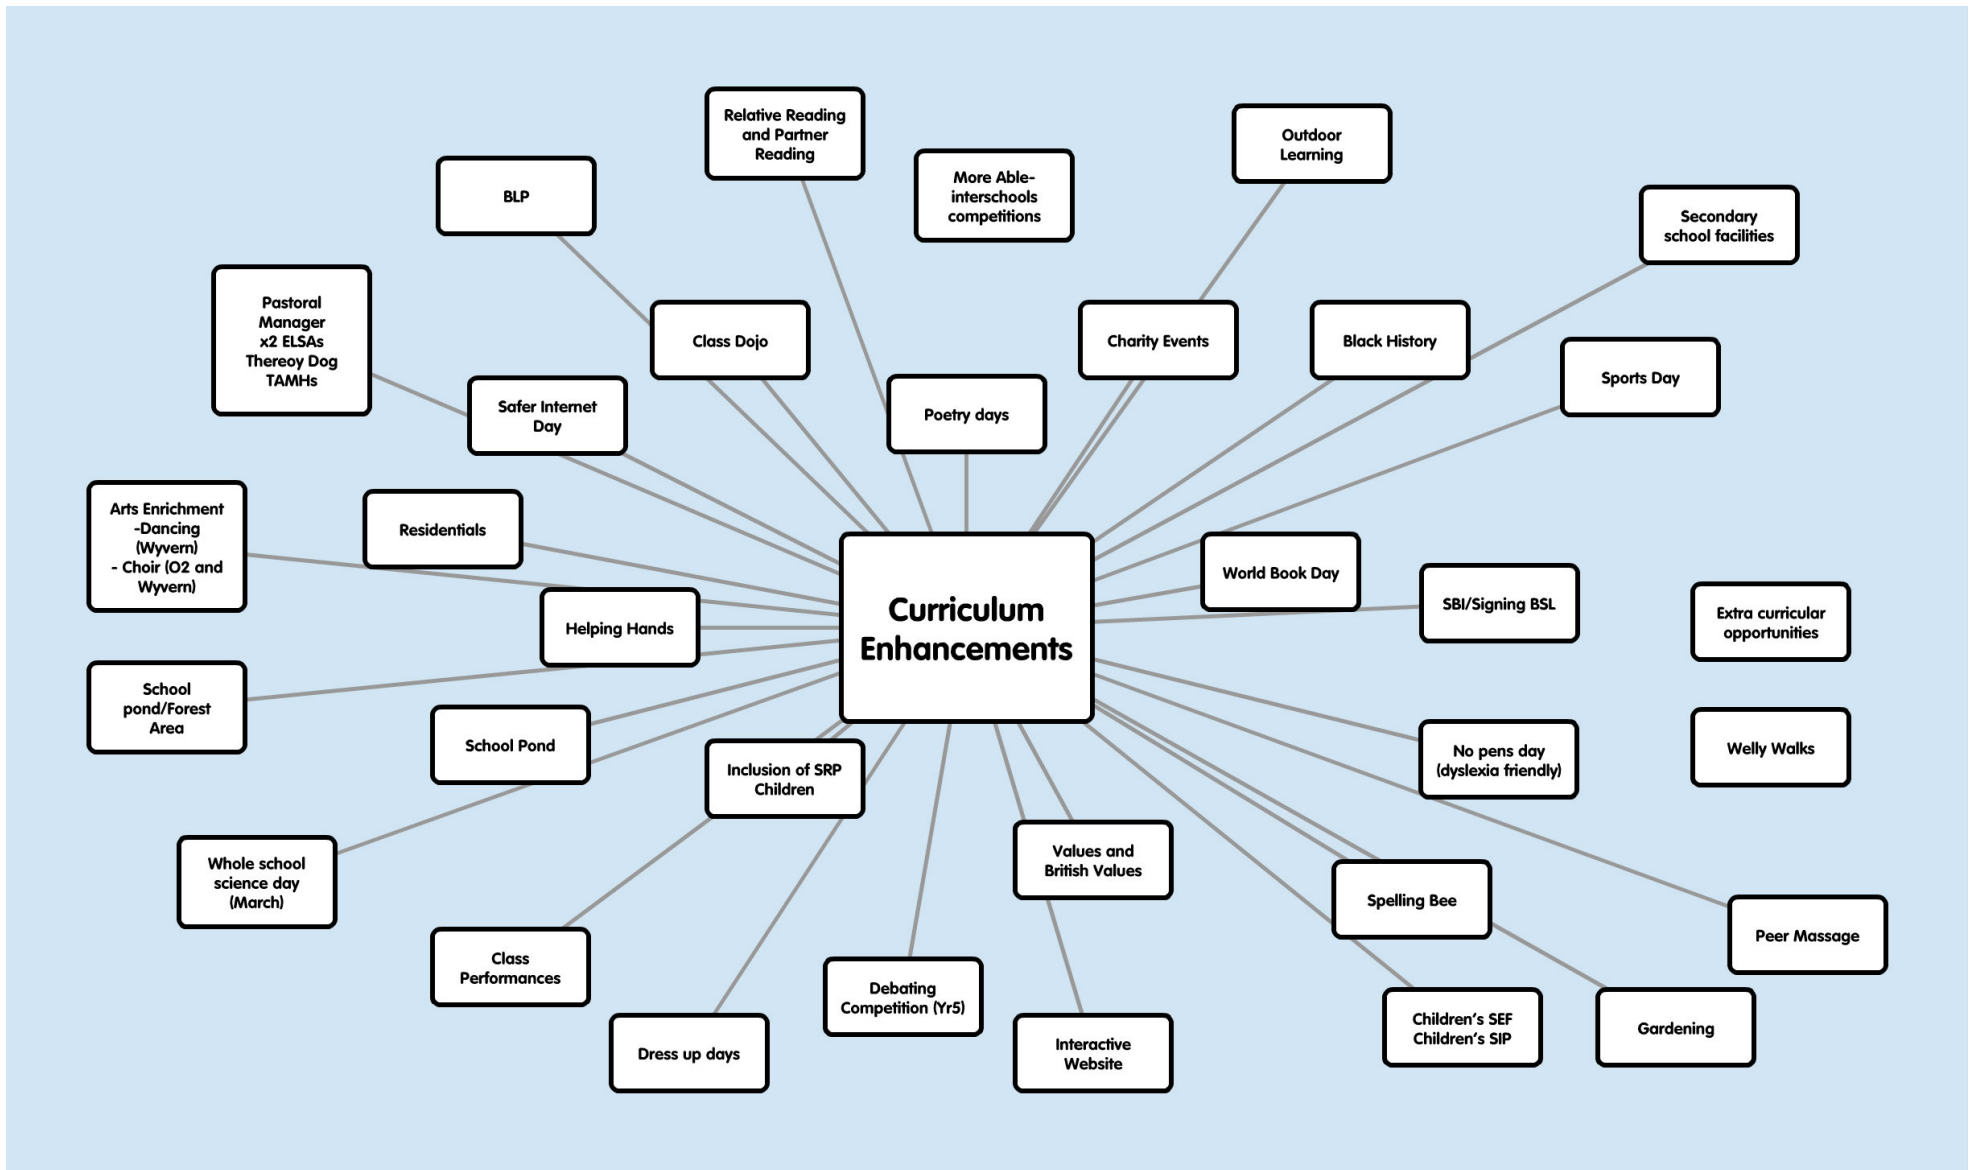 Relative Reading
and Partner
Reading
Outdoor
Learning
More Able-
interschools
competitions
BLP
Secondary
school facilities
Pastoral
Manager
x2 ELSAs
Thereoy Dog
TAMHs
Class Dojo
Charity Events
Black History
Sports Day
Safer Internet
Day
Poetry days
Arts Enrichment
-Dancing
(Wyvern)
- Choir (O2 and
Wyvern)
Residentials
World Book Day
SBI/Signing BSL
Extra curricular
opportunities
Helping Hands
Curriculum
Enhancements
School
pond/Forest
Area
School Pond
Inclusion of SRP
Children
No pens day
(dyslexia friendly)
Welly Walks
Whole school
science day
(March)
Values and
British Values
Spelling Bee
Peer Massage
Class
Performances
Debating
Competition (Yr5)
Dress up days
Interactive
Website
Children's SEF
Children's SIP
Gardening